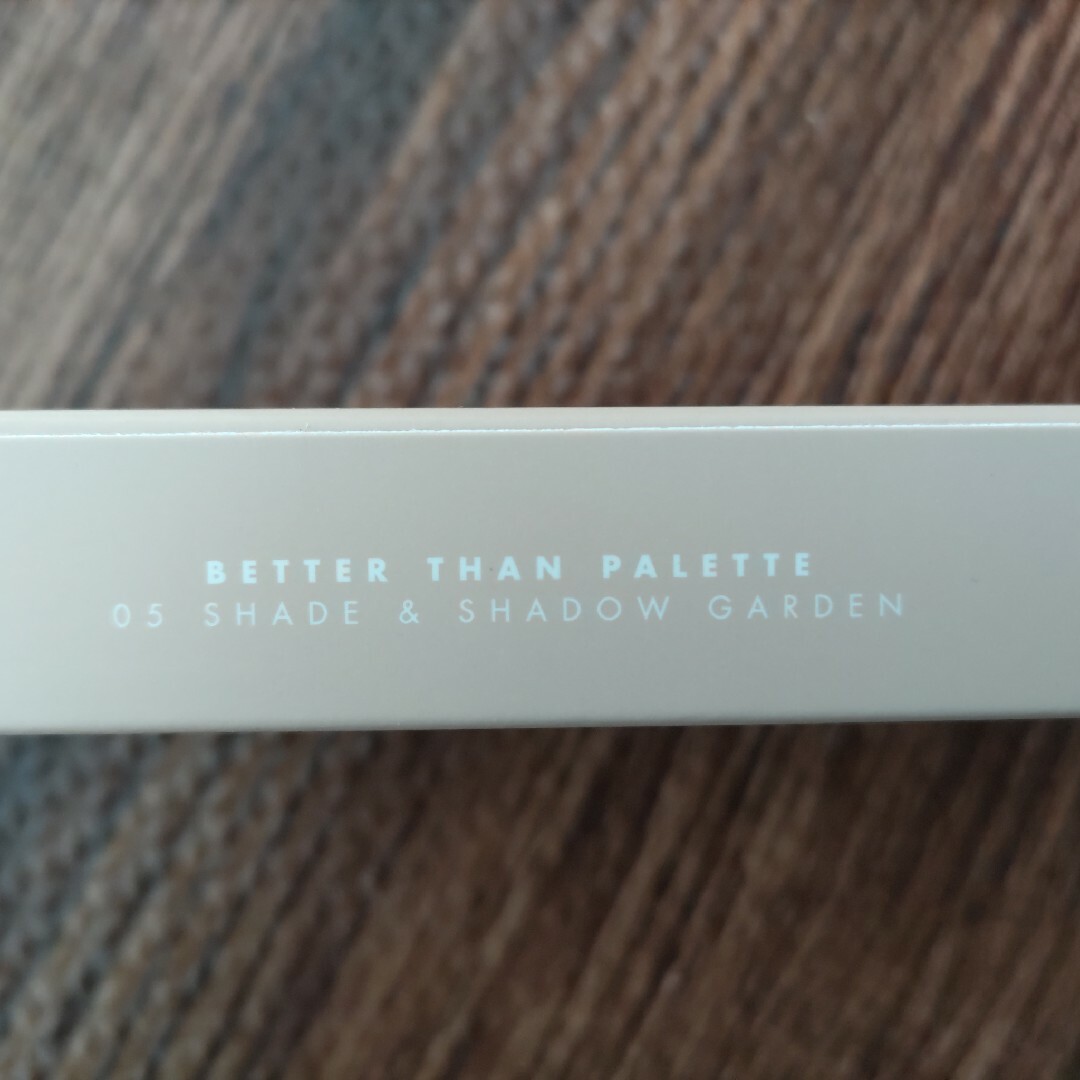 BETTER THAN PALETTE
05 SHADE & SHADOW GARDEN